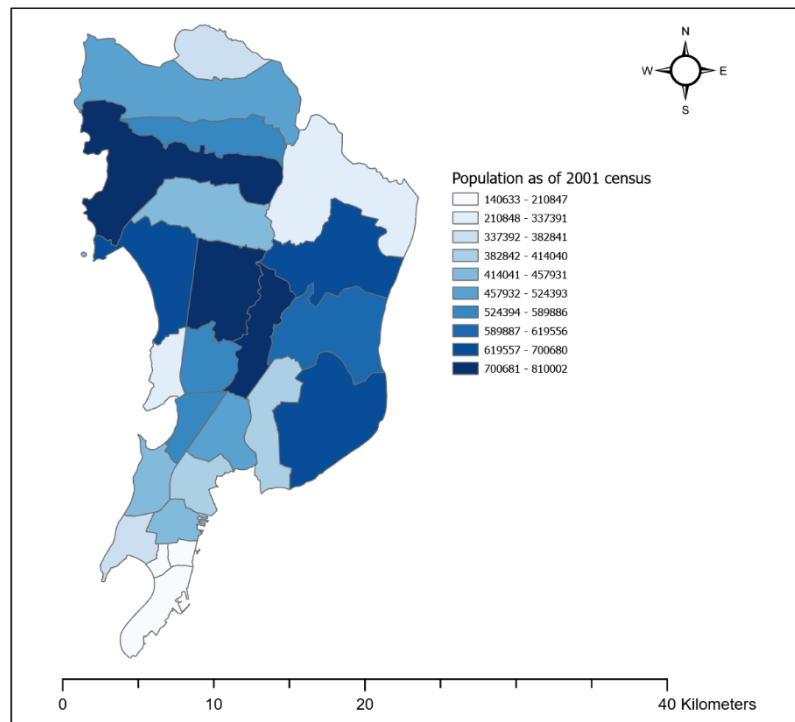 N
W E
S
Population as of 2001 census
140633 - 210847
210848 - 337391
337392 - 382841
382842 - 414040
414041 - 457931
457932 - 524393
524394 - 589886
589887 - 619556
619557 - 700680
700681 - 810002
0 10 20 40 Kilometers